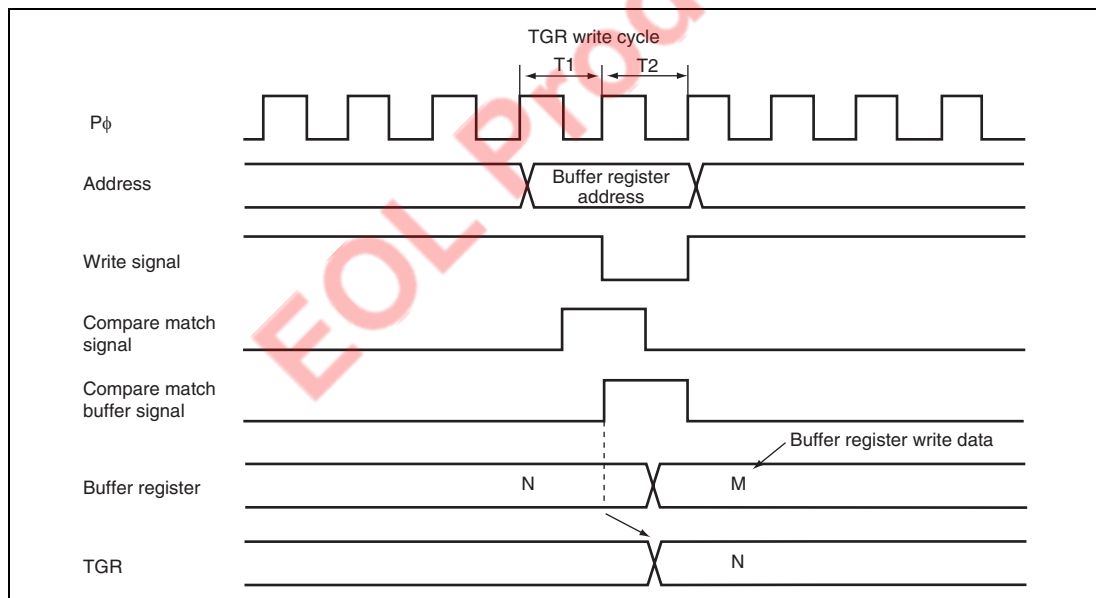 TGR write cycle
T1 T2
Pϕ
Address
Buffer register
address
Write signal
Compare match
signal
Compare match
buffer signal
Buffer register write data
Buffer register
N
M
TGR
N
EOL Prod